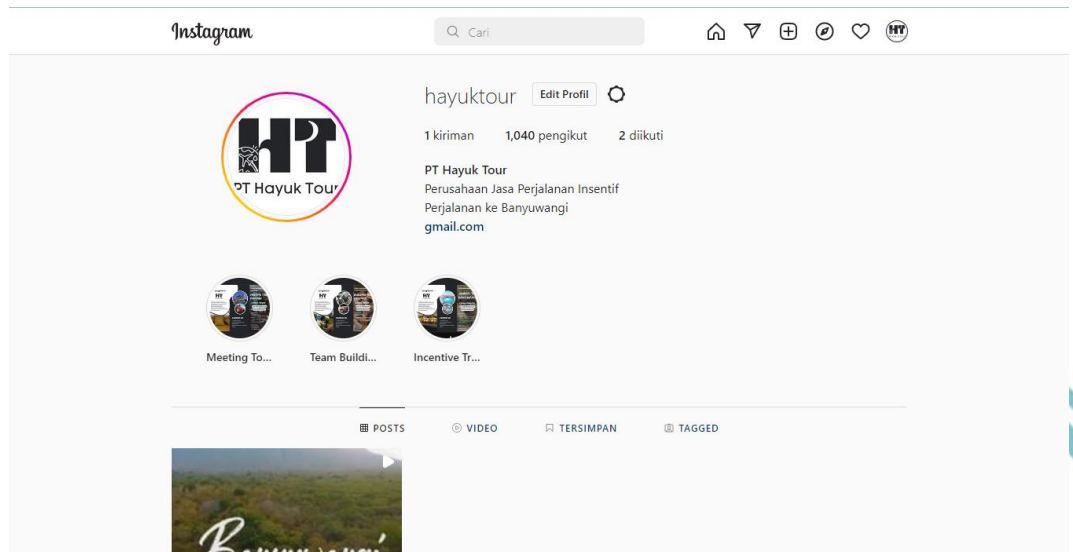 Instagram
Cari
hayuktour Edit Profil
1 kiriman 1,040 pengikut 2 diikuti
HT
PT Hayuk Tour
PT Hayuk Tour
Perusahaan Jasa Perjalanan Insentif
Perjalanan ke Banyuwangi
gmail.com
Meeting To... Team Buildi... Incentive Tr...
POSTS VIDEO TERSIMPAN TAGGED